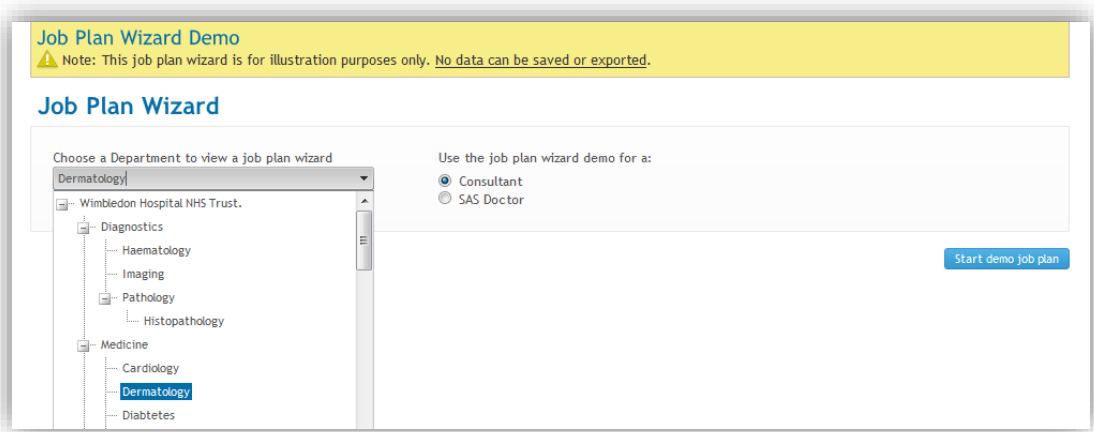 Job Plan Wizard Demo
Note: This job plan wizard is for illustration purposes only. No data can be saved or exported.
Job Plan Wizard
Choose a Department to view a job plan wizard
Dermatology
Wimbledon Hospital NHS Trust.
Diagnostics
Haematology
Imaging
Pathology
Histopathology
Medicine
Cardiology
Dermatology
Diabtetes
Use the job plan wizard demo for a:
Consultant
SAS Doctor
Start demo job plan